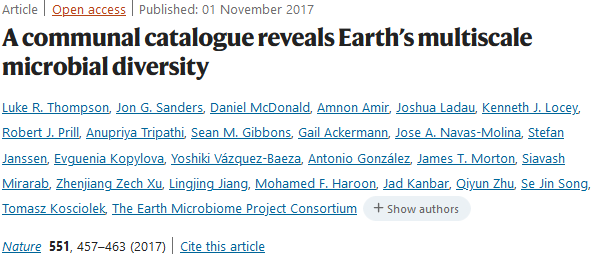 Article | Open access | Published: 01 November 2017
A communal catalogue reveals Earth's multiscale
microbial diversity
Luke R. Thompson, Jon G. Sanders, Daniel McDonald, Amnon Amir, Joshua Ladau, Kenneth J. Locey,
Robert J. Prill, Anupriya Tripathi, Sean M. Gibbons, Gail Ackermann, Jose A. Navas-Molina, Stefan
Janssen, Evguenia Kopylova, Yoshiki Vázquez-Baeza, Antonio González, James T. Morton, Siavash
Mirarab, Zhenjiang Zech Xu, Lingjing Jiang, Mohamed F. Haroon, Jad Kanbar, Qiyun Zhu, Se Jin Song,
Tomasz Kosciolek, The Earth Microbiome Project Consortium + Show authors
Nature 551, 457–463 (2017) | Cite this article